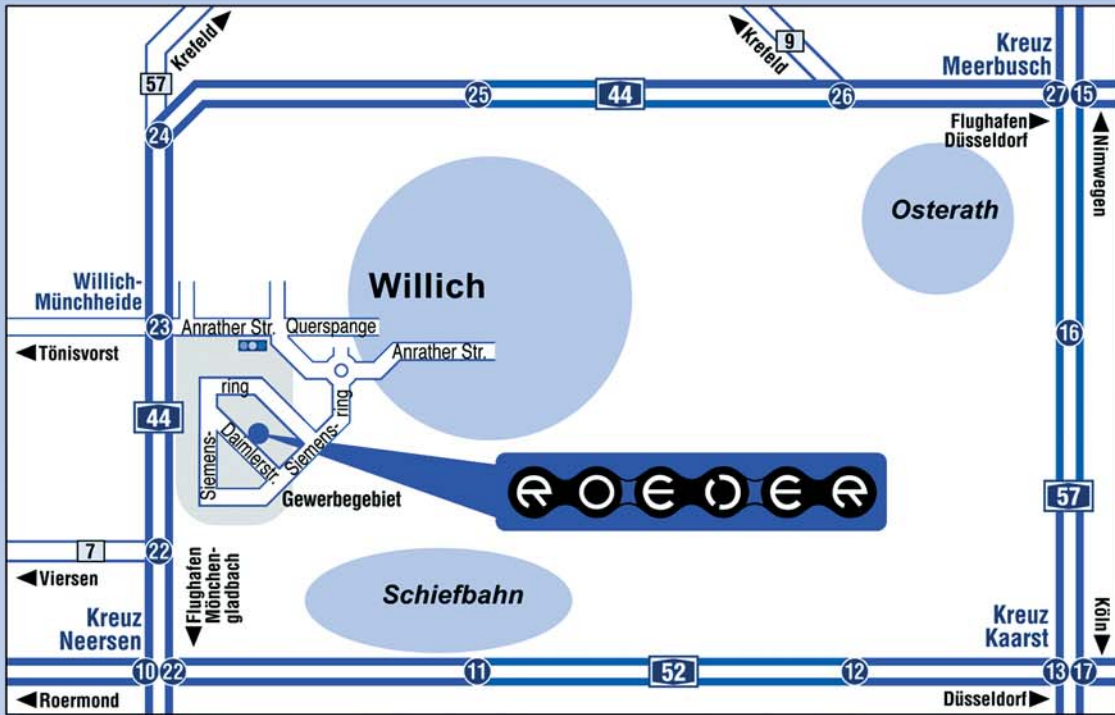 Krefeld
57
24
9
Krefeld
25
44
26
Kreuz
Meerbusch
27
15
Flughafen
Düsseldorf
Nimwegen
Osterath
Willich
Willich-
Münchheide
23
Anrather Str.
Querspange
Anrather Str.
Tönisvorst
16
44
ring
Daimlerstr.
Siemens-
Siemens-
ring
Gewerbegebiet
ROEDER
57
7
22
Viersen
Flughafen
Mönchen-
gladbach
Schiefbahn
Kreuz
Neersen
Kreuz
Kaarst
Köln
10
22
11
52
12
13
17
Roermond
Düsseldorf